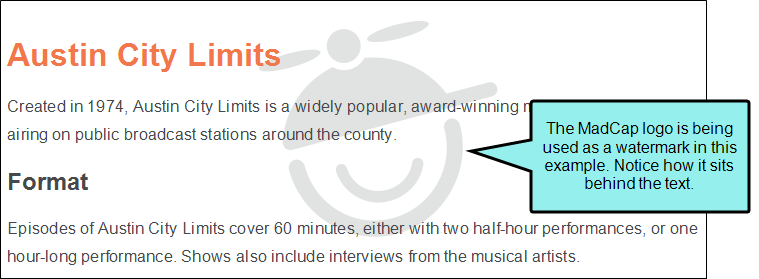 Austin City Limits
Created in 1974, Austin City Limits is a widely popular, award-winning
airing on public broadcast stations around the county.
The MadCap logo is being
used as a watermark in this
example. Notice how it sits
behind the text.
Format
Episodes of Austin City Limits cover 60 minutes, either with two half-hour performances, or one
hour-long performance. Shows also include interviews from the musical artists.